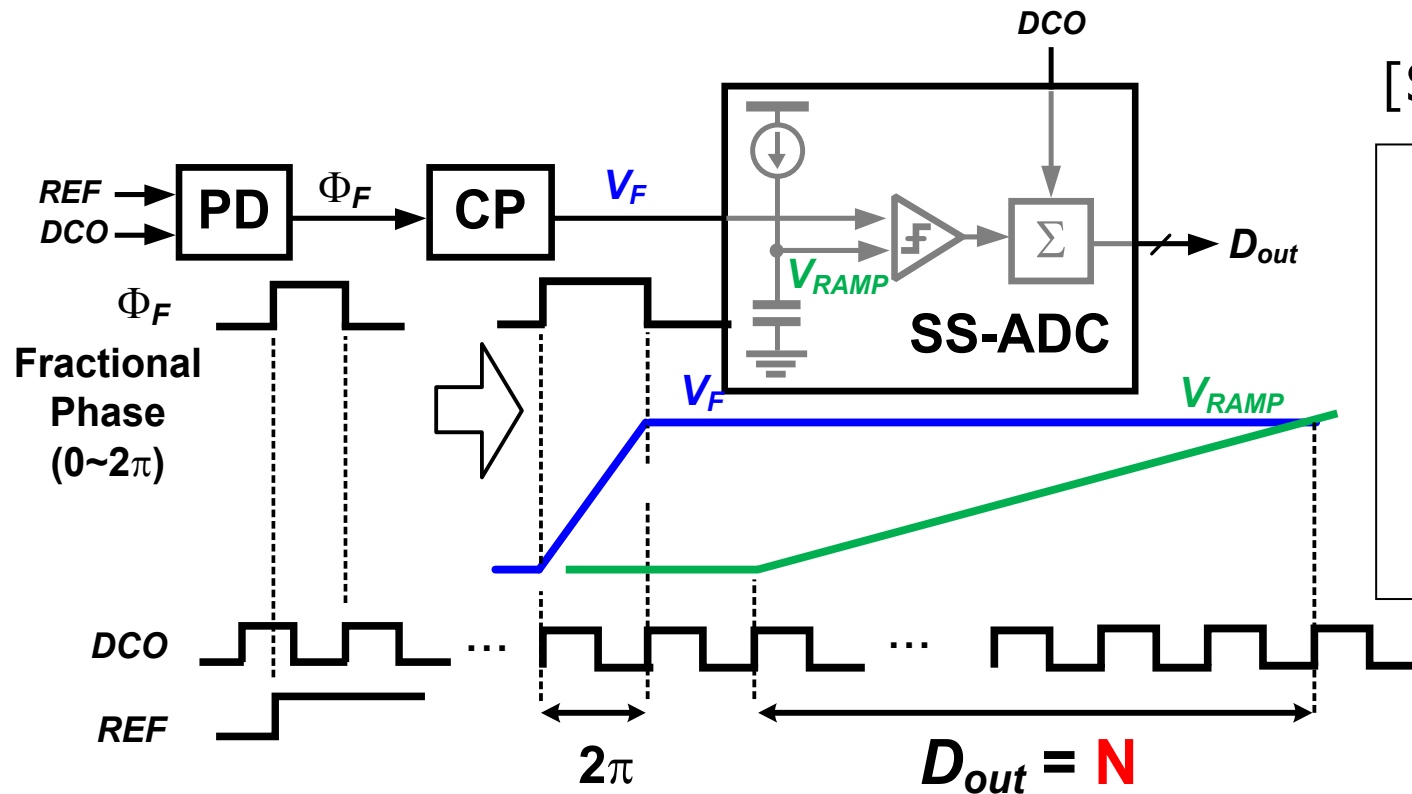 DCO
[S
REF
DCO
PD
Φ_F
CP
V_F
V_RAMP
Σ
D_out
SS-ADC
Φ_F
Fractional
Phase
(0~2π)
V_F
V_RAMP
DCO
...
...
REF
2π
D_out = N